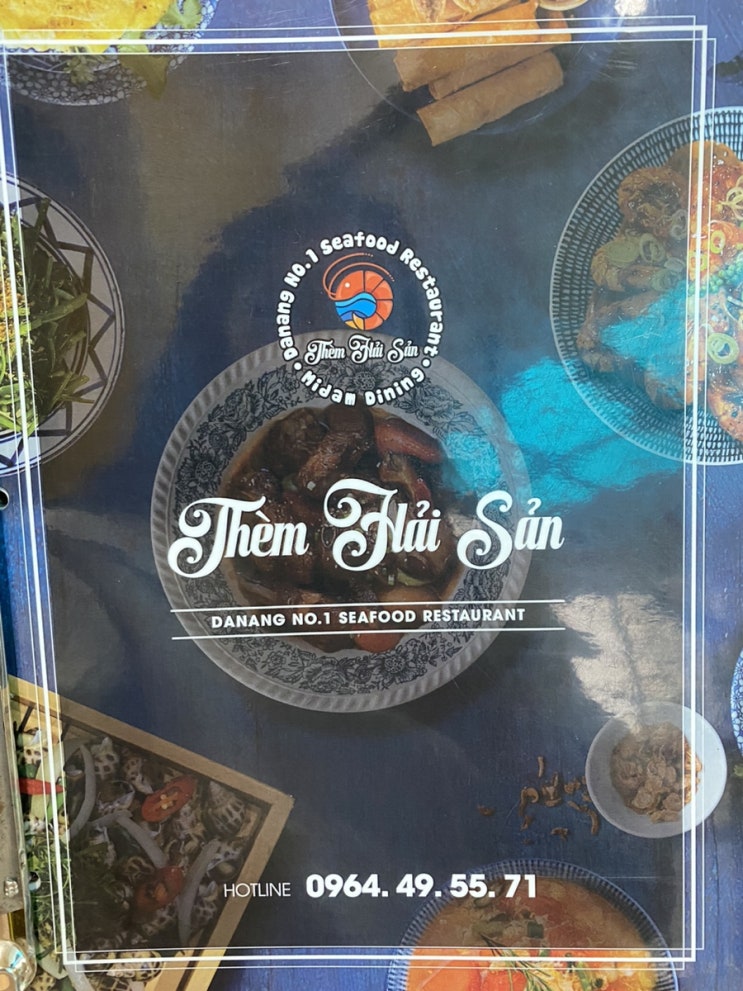 Danang No.1 Seafood Restaurant
Thèm Hải Sản
Midam Dining
Thèm Hải Sản
DANANG NO.1 SEAFOOD RESTAURANT
HOTLINE 0964. 49. 55. 71